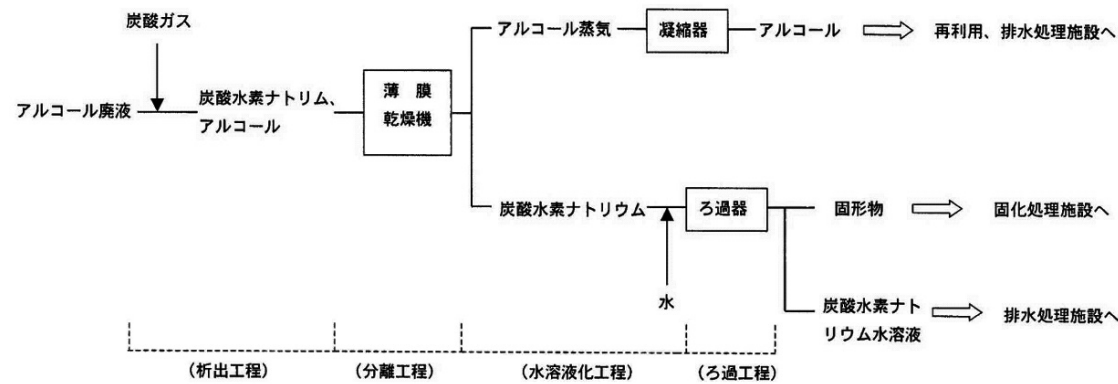 炭酸ガス
アルコール廃液
炭酸水素ナトリム、
アルコール
薄 膜
乾燥機
アルコール蒸気
凝縮器
アルコール
再利用、排水処理施設へ
炭酸水素ナトリウム
ろ過器
固形物
固化処理施設へ
水
炭酸水素ナト
リウム水溶液
排水処理施設へ
(析出工程)
(分離工程)
(水溶液化工程)
(ろ過工程)